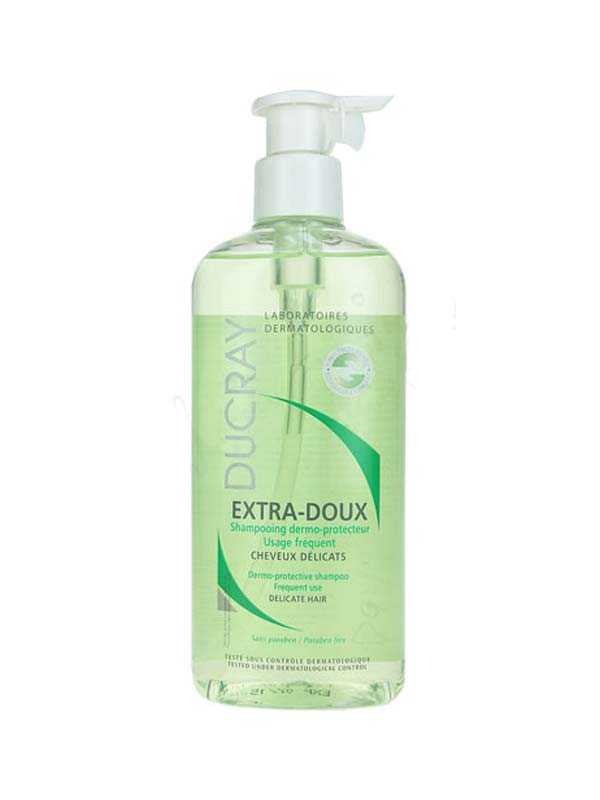 LABORATOIRES
DERMATOLOGIQUES
DUCRAY
EXTRA-DOUX
Shampooing dermo-protecteur
Usage fréquent
CHEVEUX DÉLICATS
Dermo-protective shampoo
Frequent use
DELICATE HAIR
Sans paraben / Paraben free
TESTÉ SOUS CONTRÔLE DERMATOLOGIQUE
TESTED UNDER DERMATOLOGICAL CONTROL